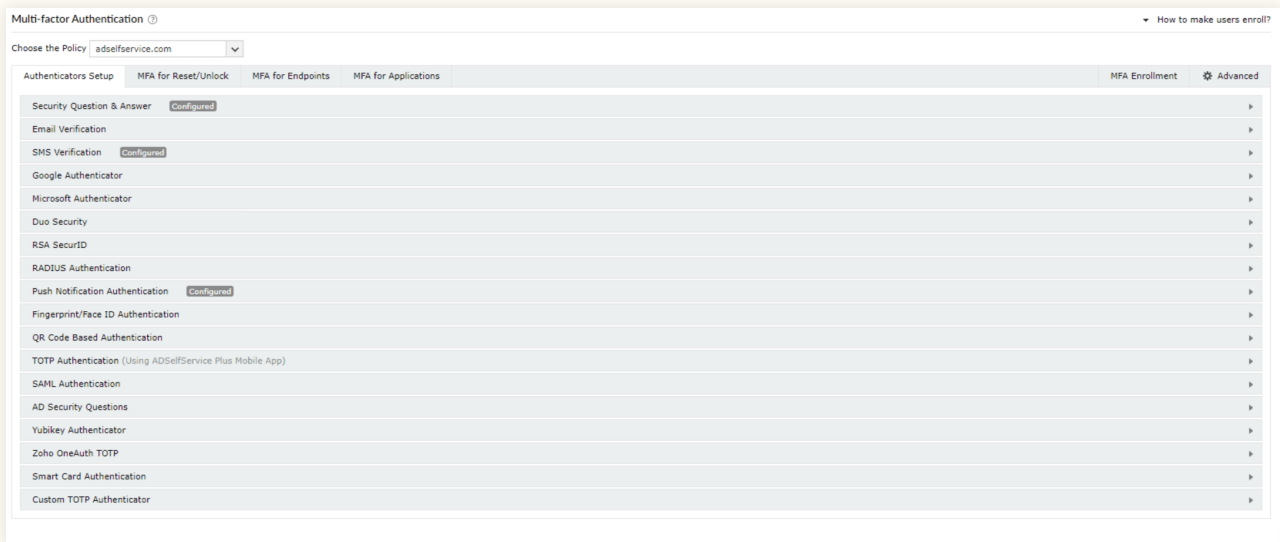 Multi-factor Authentication ?
How to make users enroll?
Choose the Policy adselfservice.com
Authenticators Setup MFA for Reset/Unlock MFA for Endpoints MFA for Applications MFA Enrollment Advanced
Security Question & Answer Configured
Email Verification
SMS Verification Configured
Google Authenticator
Microsoft Authenticator
Duo Security
RSA SecurID
RADIUS Authentication
Push Notification Authentication Configured
Fingerprint/Face ID Authentication
QR Code Based Authentication
TOTP Authentication (Using ADSelfService Plus Mobile App)
SAML Authentication
AD Security Questions
Yubikey Authenticator
Zoho OneAuth TOTP
Smart Card Authentication
Custom TOTP Authenticator